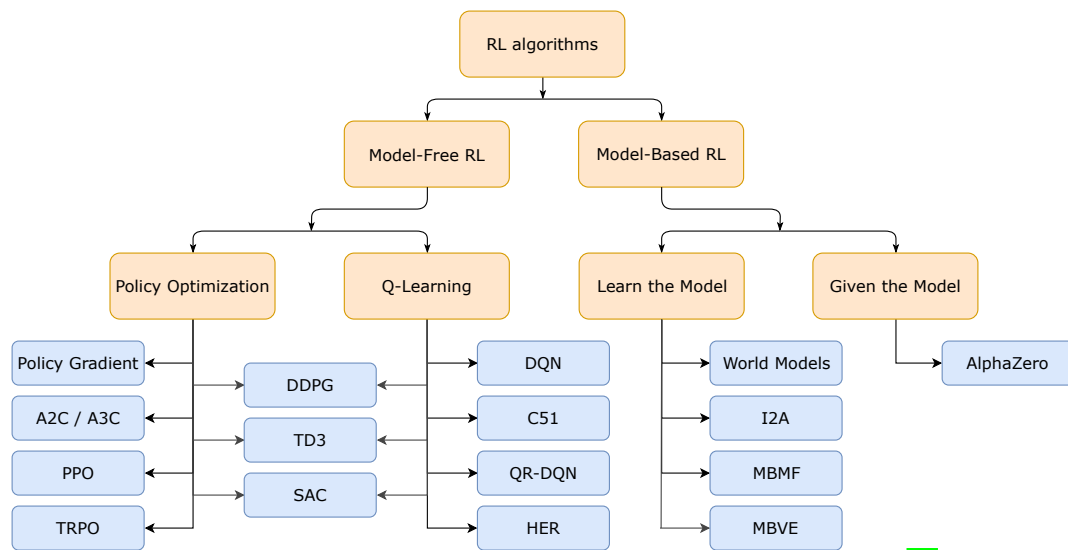 RL algorithms
Model-Free RL
Model-Based RL
Policy Optimization
Q-Learning
Learn the Model
Given the Model
Policy Gradient
A2C / A3C
PPO
TRPO
DDPG
TD3
SAC
DQN
C51
QR-DQN
HER
World Models
I2A
MBMF
MBVE
AlphaZero